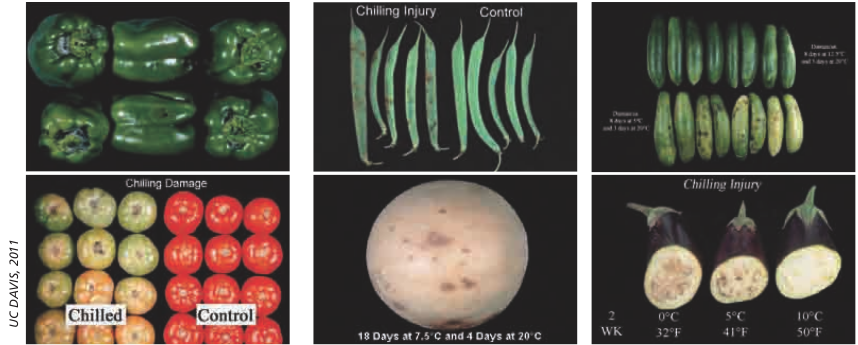 Chilling Injury
Control
Damascus
8 days at 12.5°C
and 3 days at 20°C
Damascus
8 days at 5°C
and 3 days at 20°C
UC DAVIS, 2011
Chilling Damage
Chilled
Control
18 Days at 7.5°C and 4 Days at 20°C
Chilling Injury
2 0°C 5°C 10°C
WK 32°F 41°F 50°F